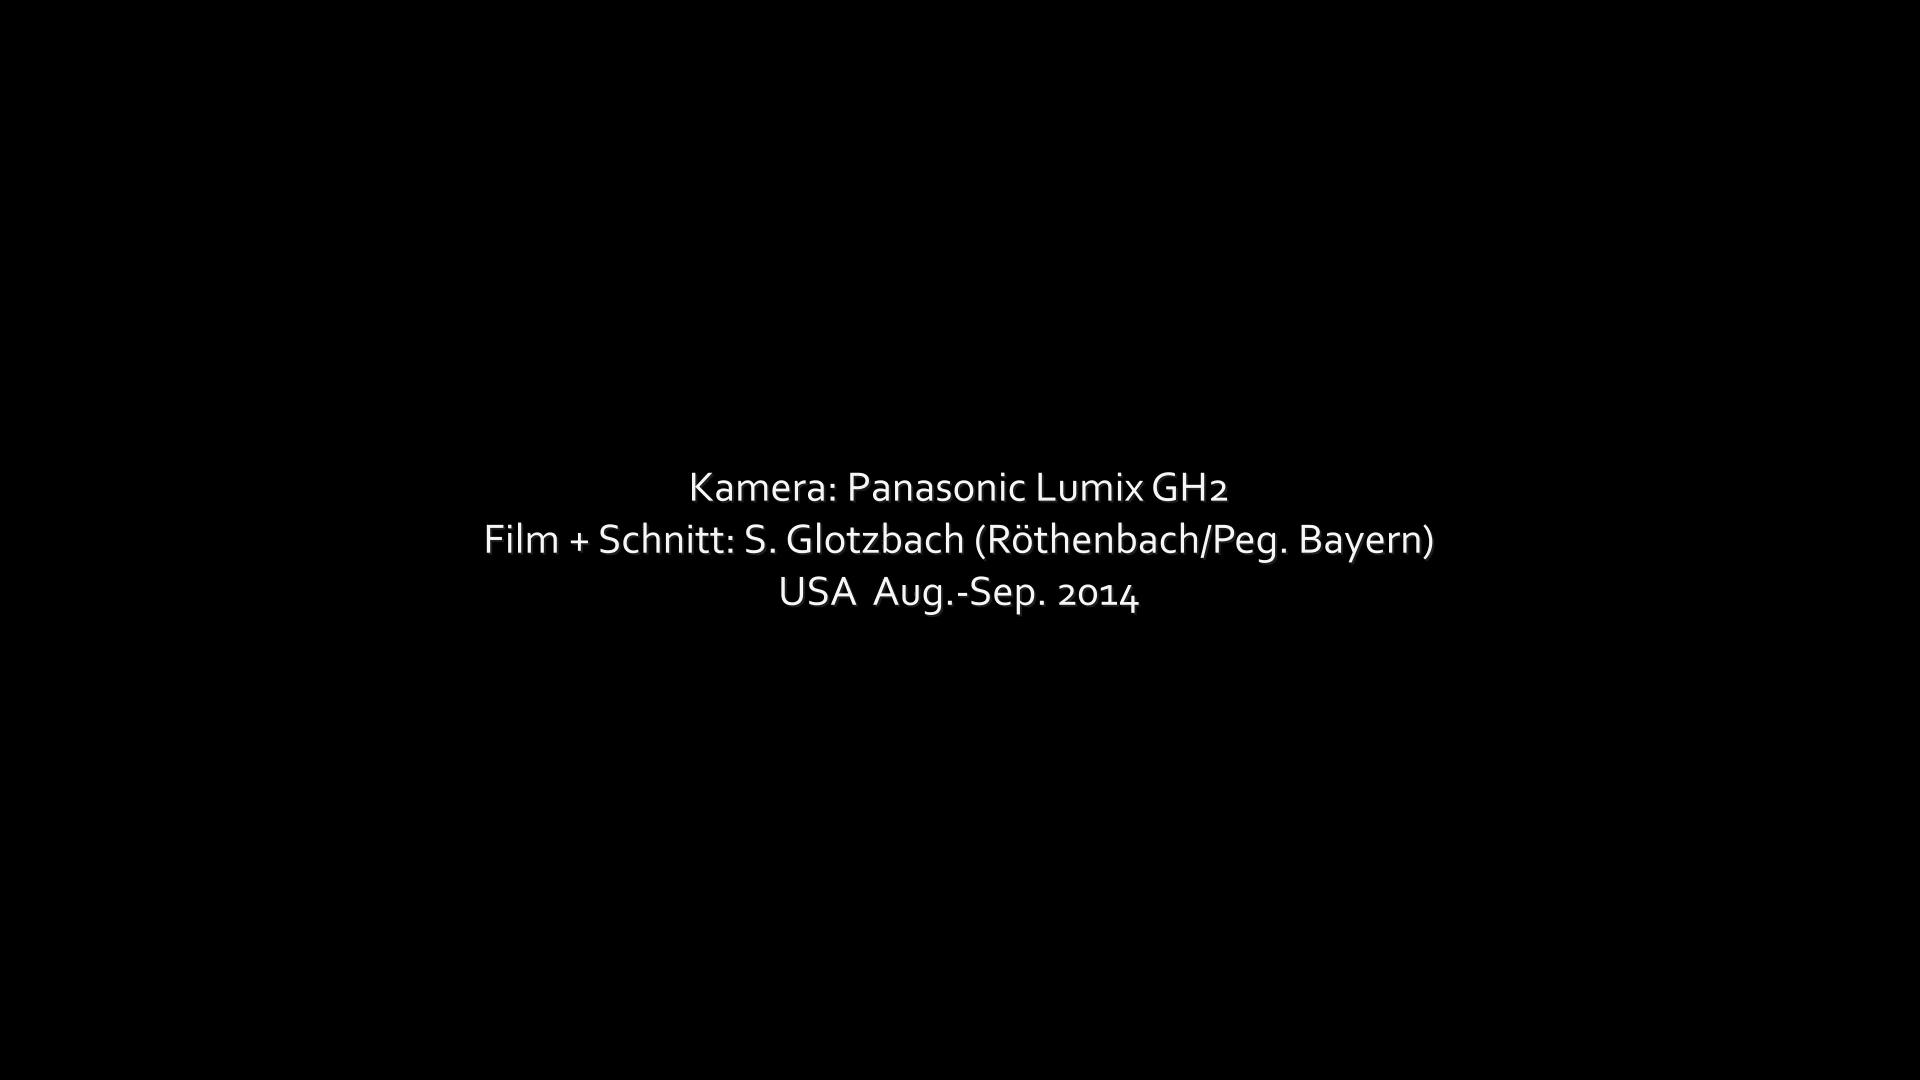 Kamera: Panasonic Lumix GH2
Film + Schnitt: S. Glotzbach (Röthenbach/Peg. Bayern)
USA  Aug.-Sep. 2014